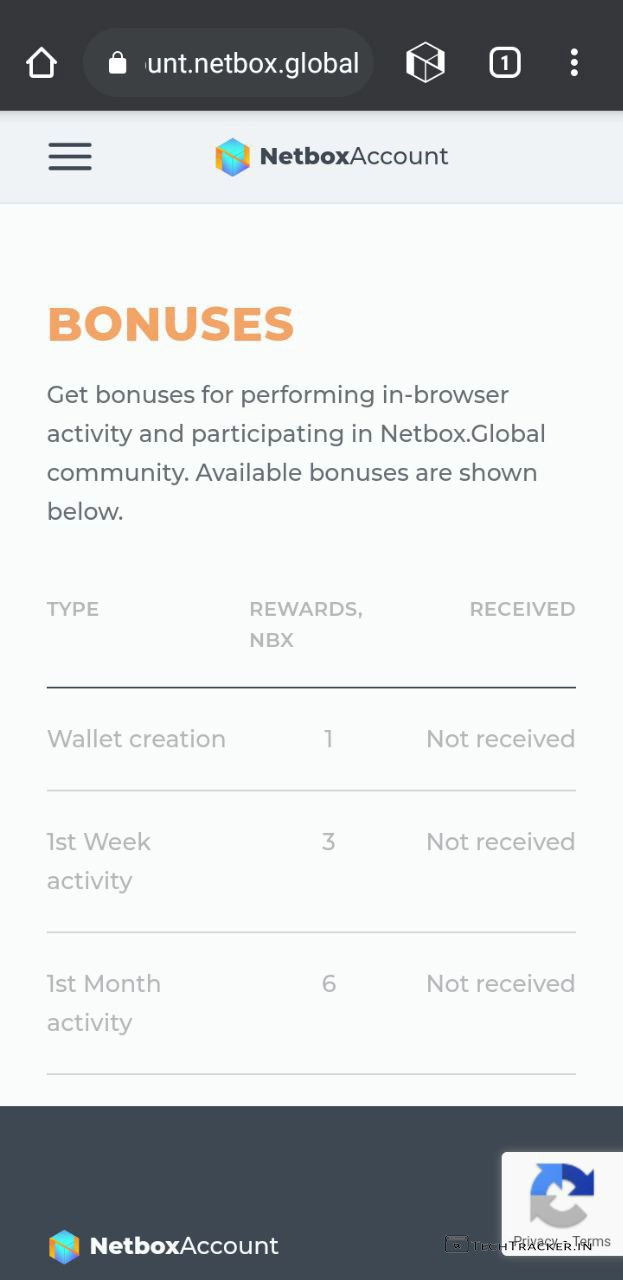 unt.netbox.global
1
NetboxAccount
BONUSES
Get bonuses for performing in-browser
activity and participating in Netbox.Global
community. Available bonuses are shown
below.
TYPE REWARDS, RECEIVED
NBX
Wallet creation 1 Not received
1st Week 3 Not received
activity
1st Month 6 Not received
activity
NetboxAccount
Privacy - Terms
TECHTRACKER.IN